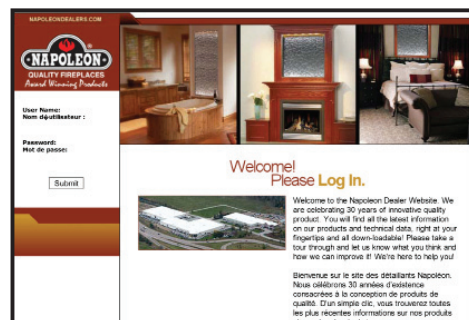 NAPOLEONDEALERS.COM
NAPOLEON
QUALITY FIREPLACES
Award Winning Products
User Name:
Nom d'utilisateur :
Password:
Mot de passe:
Submit
Welcome!
Please Log In.
Welcome to the Napoleon Dealer Website. We
are celebrating 30 years of innovative quality
product. You will find all the latest information
on our products and technical data, right at your
fingertips and all down-loadable! Please take a
tour through and let us know what you think and
how we can improve it! We're here to help you!
Bienvenue sur le site des détaillants Napoléon.
Nous célébrons 30 années d'existence
consacrées à la conception de produits de
qualité. D'un simple clic, vous trouverez toutes
les plus récentes informations sur nos produits